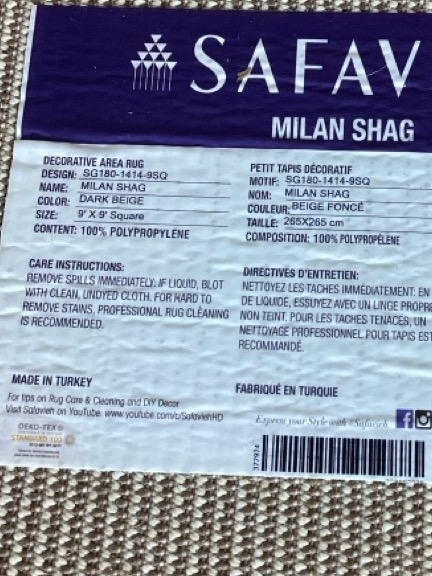 SAFAV
MILAN SHAG
DECORATIVE AREA RUG
DESIGN: SG180-1414-9SQ
NAME: MILAN SHAG
COLOR: DARK BEIGE
SIZE: 9' X 9' Square
CONTENT: 100% POLYPROPYLENE
CARE INSTRUCTIONS:
REMOVE SPILLS IMMEDIATELY: IF LIQUID, BLOT
WITH CLEAN, UNDYED CLOTH. FOR HARD TO
REMOVE STAINS, PROFESSIONAL RUG CLEANING
IS RECOMMENDED.
MADE IN TURKEY
For tips on Rug Care & Cleaning and DIY Decor
Visit Safavieh on YouTube: www.youtube.com/c/SafaviehHD
OEKO-TEX®
STANDARD 100
PETIT TAPIS DÉCORATIF
MOTIF: SG180-1414-9SQ
NOM: MILAN SHAG
COULEUR: BEIGE FONCÉ
TAILLE: 265X265 cm
COMPOSITION: 100% POLYPROPÉLENE
DIRECTIVES D'ENTRETIEN:
NETTOYEZ LES TACHES IMMÉDIATEMENT: EN
DE LIQUIDE, ESSUYEZ AVEC UN LINGE PROPRE
NON TEINT. POUR LES TACHES TENACES, UN
NETTOYAGE PROFESSIONNEL POUR TAPIS EST
RECOMMANDÉ.
FABRIQUÉ EN TURQUIE
Express your Style with #Safavieh
377974